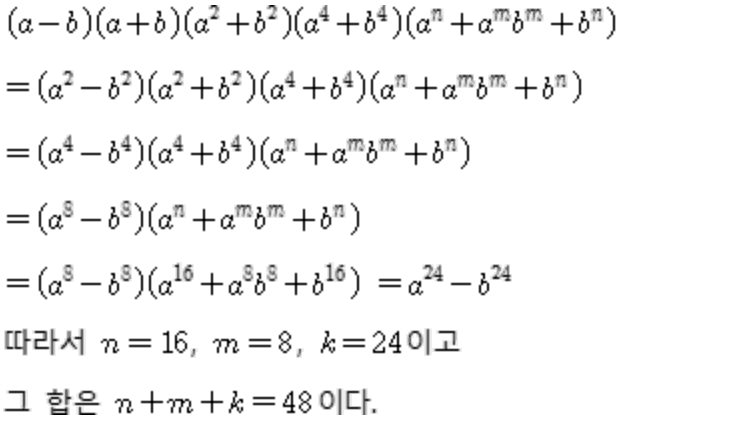 (a−b)(a+b)(a²+b²)(a⁴+b⁴)(aⁿ+aᵐbᵐ+bⁿ)
=(a²−b²)(a²+b²)(a⁴+b⁴)(aⁿ+aᵐbᵐ+bⁿ)
=(a⁴−b⁴)(a⁴+b⁴)(aⁿ+aᵐbᵐ+bⁿ)
=(a⁸−b⁸)(aⁿ+aᵐbᵐ+bⁿ)
=(a⁸−b⁸)(a¹⁶+a⁸b⁸+b¹⁶) =a²⁴−b²⁴
따라서 n=16, m=8, k=24이고
그 합은 n+m+k=48이다.